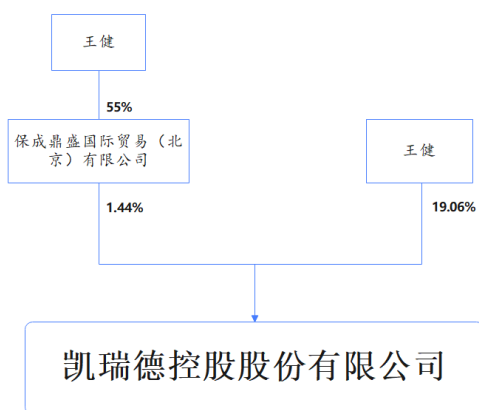 王健
55%
保成鼎盛国际贸易（北
京）有限公司
王健
1.44%
19.06%
凯瑞德控股股份有限公司